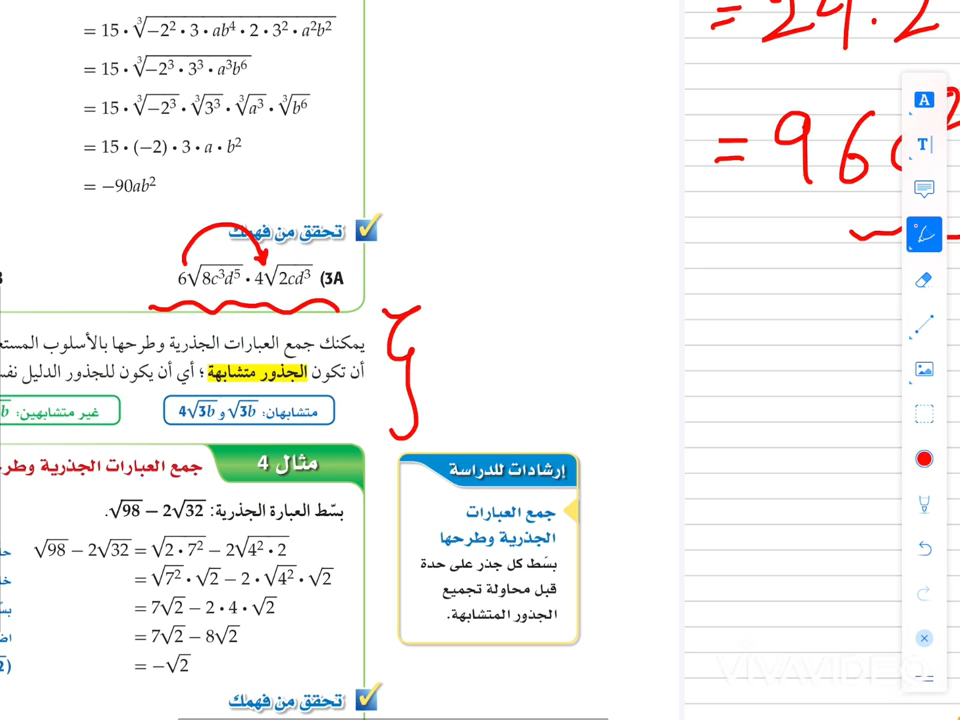 = 15 · ∛(−2² · 3 · ab⁴ · 2 · 3² · a²b²)
= 15 · ∛(−2³ · 3³ · a³b⁶)
= 15 · ∛(−2³) · ∛(3³) · ∛(a³) · ∛(b⁶)
= 15 · (−2) · 3 · a · b²
= −90ab²
تحقق من فهمك
(3A 6√(8c³d⁵) · 4√(2cd³)
يمكنك جمع العبارات الجذرية وطرحها بالأسلوب
أن تكون الجذور متشابهة ؛ أي أن يكون للجذور الدليل
متشابهان: √(3b) و 4√(3b)
غير متشابهين:
مثال 4 جمع العبارات الجذرية
بسّط العبارة الجذرية: √98 − 2√32.
√98 − 2√32 = √(2 · 7²) − 2√(4² · 2)
= √(7²) · √2 − 2 · √(4²) · √2
= 7√2 − 2 · 4 · √2
= 7√2 − 8√2
= −√2
تحقق من فهمك
إرشادات للدراسة
جمع العبارات
الجذرية وطرحها
بسّط كل جذر على حدة
قبل محاولة تجميع
الجذور المتشابهة.
= 24 . 2
= 96
A
T
VIVAVIDEO